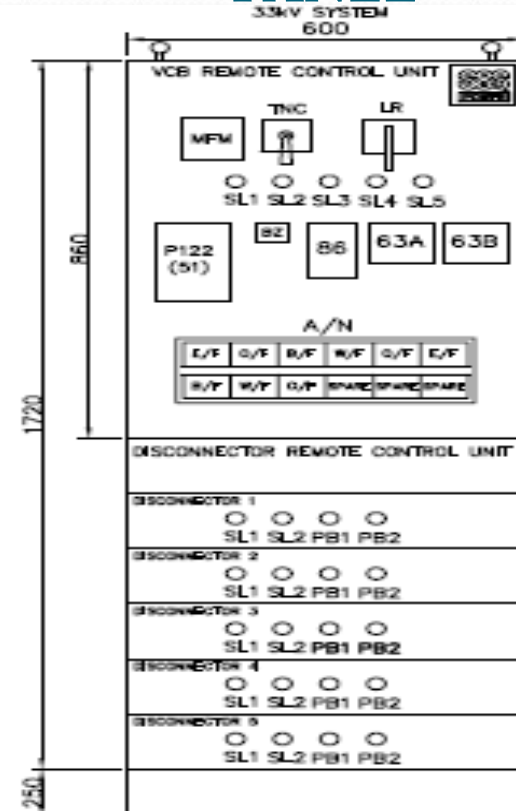 33kV SYSTEM
600
VCB REMOTE CONTROL UNIT
TNC LR
MFM
SL1 SL2 SL3 SL4 SL5
860
P122
(51)
BZ
86
63A 63B
A/N
E/F O/F B/F W/F O/F E/F
B/F W/F O/F SPARE SPARE SPARE
1720
DISCONNECTOR REMOTE CONTROL UNIT
DISCONNECTOR 1
SL1 SL2 PB1 PB2
DISCONNECTOR 2
SL1 SL2 PB1 PB2
DISCONNECTOR 3
SL1 SL2 PB1 PB2
DISCONNECTOR 4
SL1 SL2 PB1 PB2
DISCONNECTOR 5
SL1 SL2 PB1 PB2
250